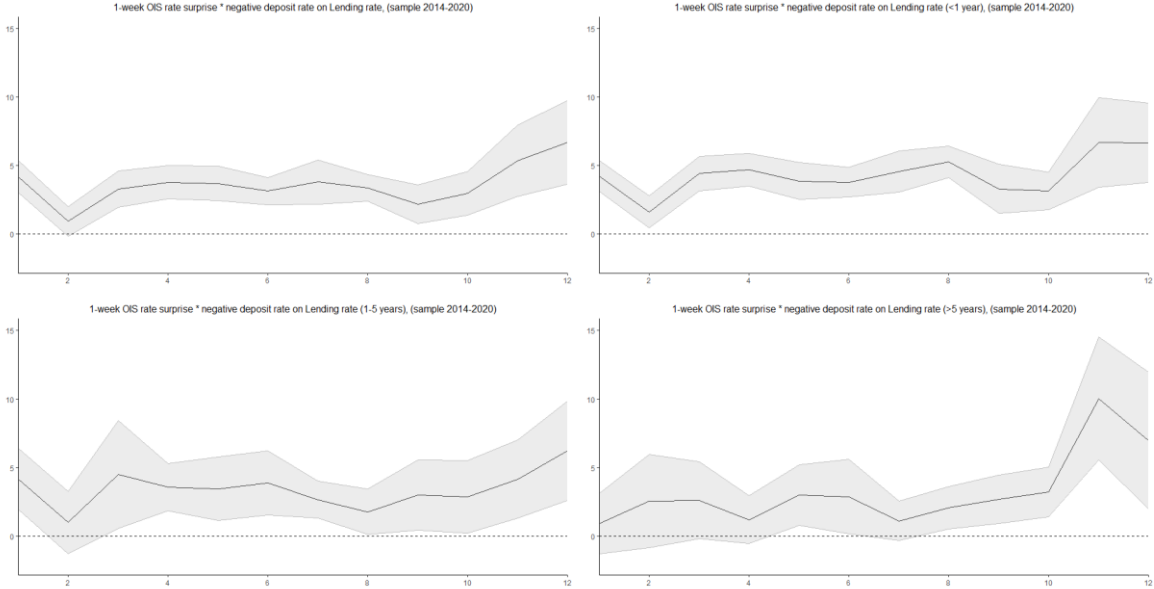 1-week OIS rate surprise * negative deposit rate on Lending rate, (sample 2014-2020)
15
10
5
0
2 4 6 8 10 12
1-week OIS rate surprise * negative deposit rate on Lending rate (<1 year), (sample 2014-2020)
15
10
5
0
2 4 6 8 10 12
1-week OIS rate surprise * negative deposit rate on Lending rate (1-5 years), (sample 2014-2020)
15
10
5
0
2 4 6 8 10 12
1-week OIS rate surprise * negative deposit rate on Lending rate (>5 years), (sample 2014-2020)
15
10
5
0
2 4 6 8 10 12